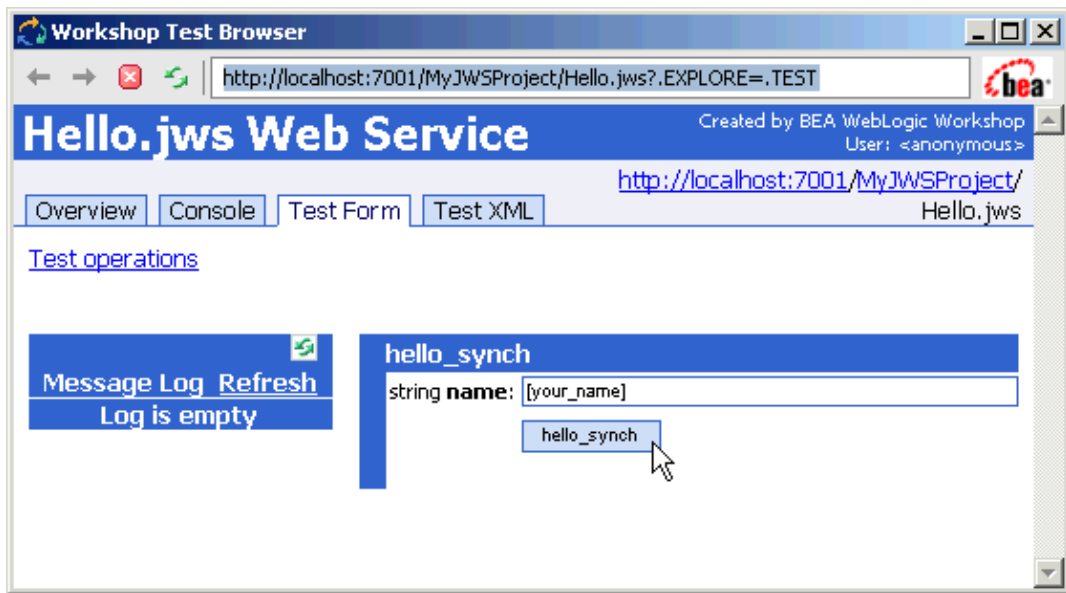 Workshop Test Browser
http://localhost:7001/MyJWSProject/Hello.jws?.EXPLORE=.TEST
bea
Hello.jws Web Service
Created by BEA WebLogic Workshop
User: <anonymous>
http://localhost:7001/MyJWSProject/
Hello.jws
Overview Console Test Form Test XML
Test operations
Message Log Refresh
Log is empty
hello_synch
string name: [your_name]
hello_synch